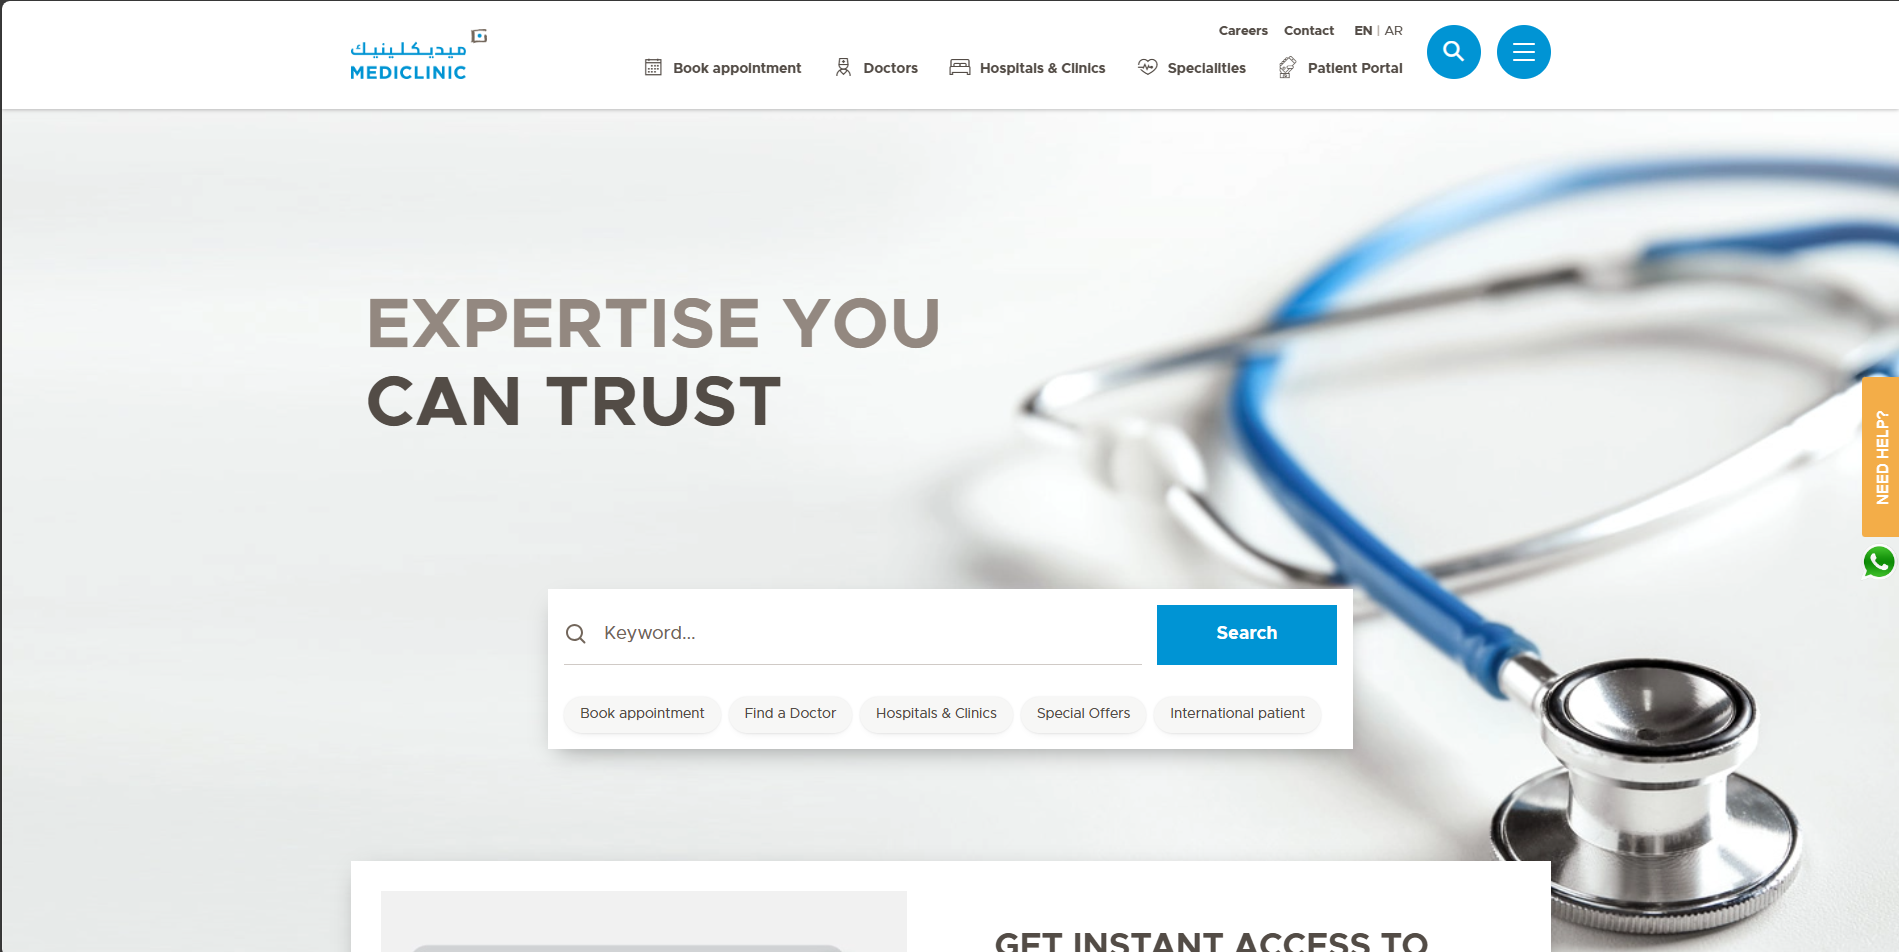 ميديكلينيك
MEDICLINIC
Careers Contact EN | AR
Book appointment Doctors Hospitals & Clinics Specialities Patient Portal
EXPERTISE YOU
CAN TRUST
NEED HELP?
Keyword... Search
Book appointment Find a Doctor Hospitals & Clinics Special Offers International patient
GET INSTANT ACCESS TO